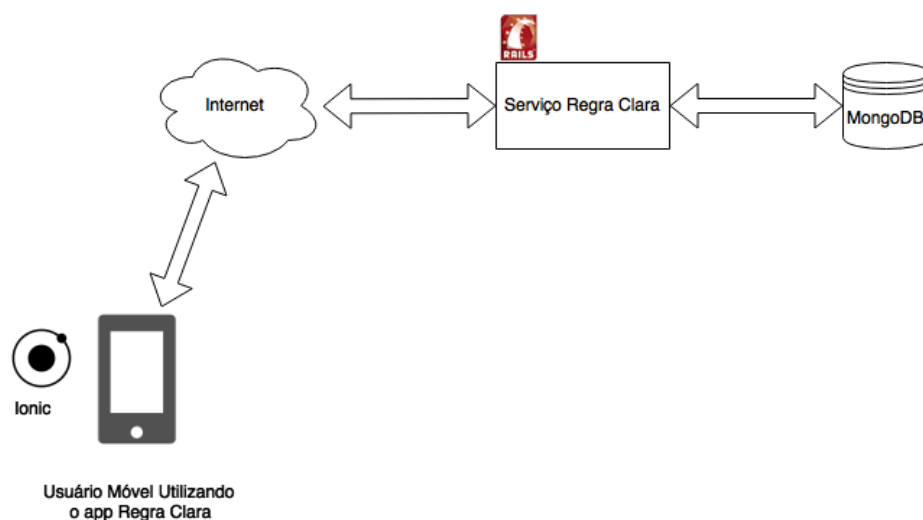 RAILS
Internet
Serviço Regra Clara
MongoDB
Ionic
Usuário Móvel Utilizando
o app Regra Clara